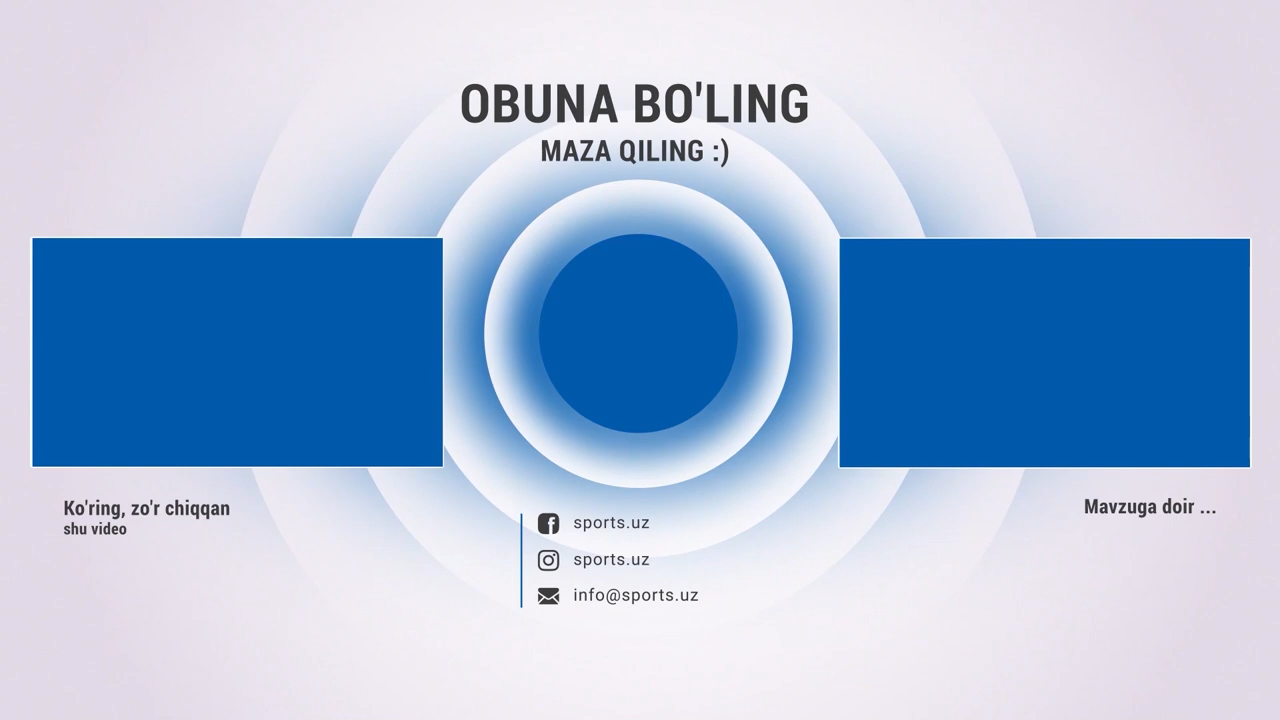 OBUNA BO'LING
MAZA QILING :)
Ko'ring, zo'r chiqqan
shu video
Mavzuga doir ...
sports.uz
sports.uz
info@sports.uz